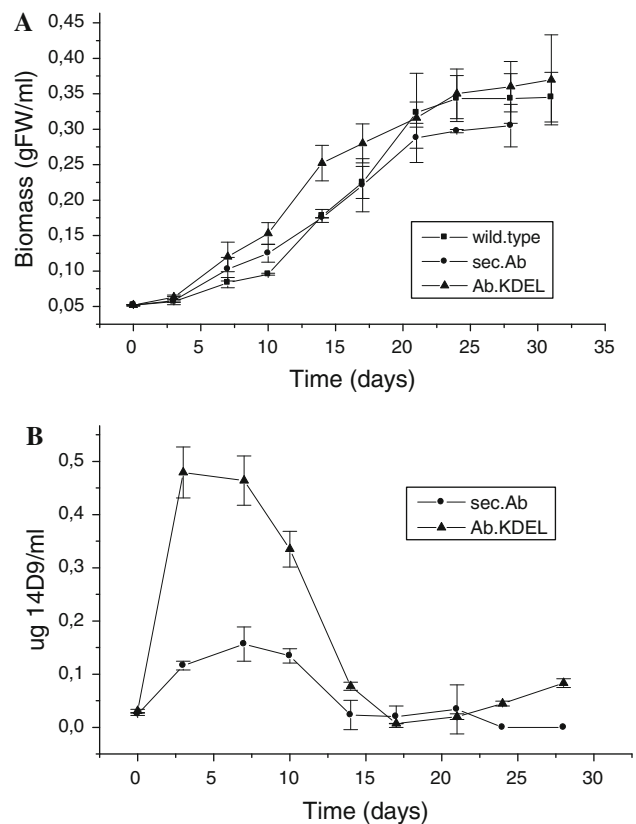 A
0,45
0,40
0,35
0,30
0,25
0,20
0,15
0,10
0,05
Biomass (gFW/ml)
wild.type
sec.Ab
Ab.KDEL
0 5 10 15 20 25 30 35
Time (days)
B
0,5
0,4
0,3
0,2
0,1
0,0
ug 14D9/ml
sec.Ab
Ab.KDEL
0 5 10 15 20 25 30
Time (days)